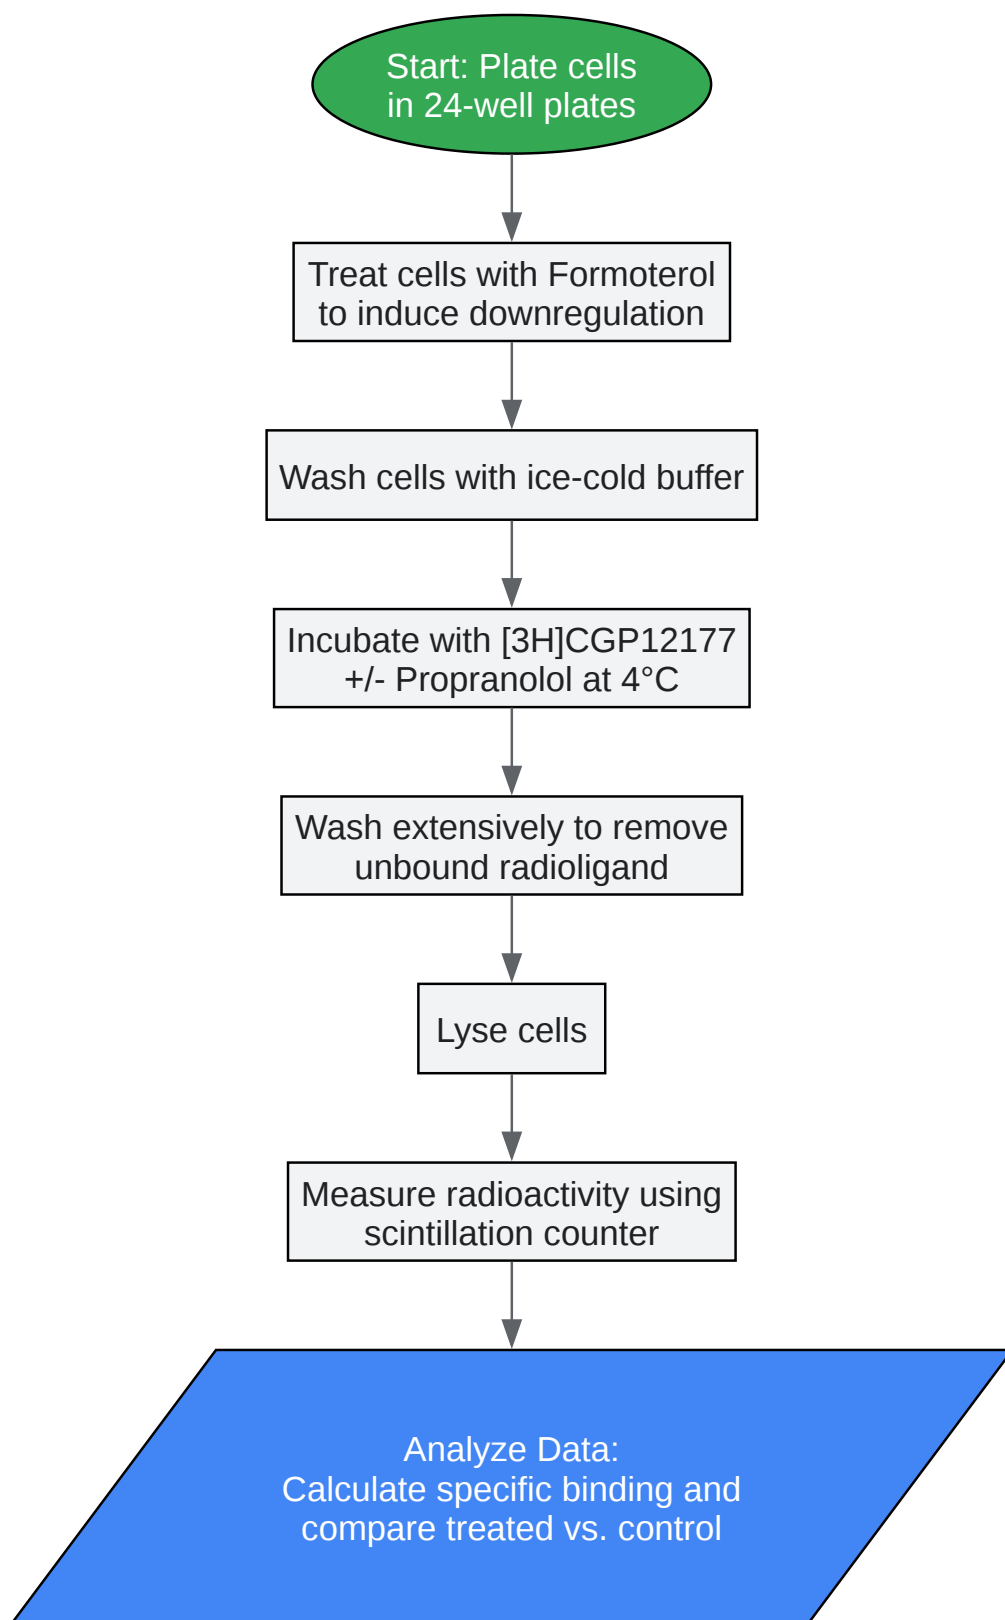 Start: Plate cells
in 24-well plates
Treat cells with Formoterol
to induce downregulation
Wash cells with ice-cold buffer
Incubate with [3H]CGP12177
+/- Propranolol at 4°C
Wash extensively to remove
unbound radioligand
Lyse cells
Measure radioactivity using
scintillation counter
Analyze Data:
Calculate specific binding and
compare treated vs. control